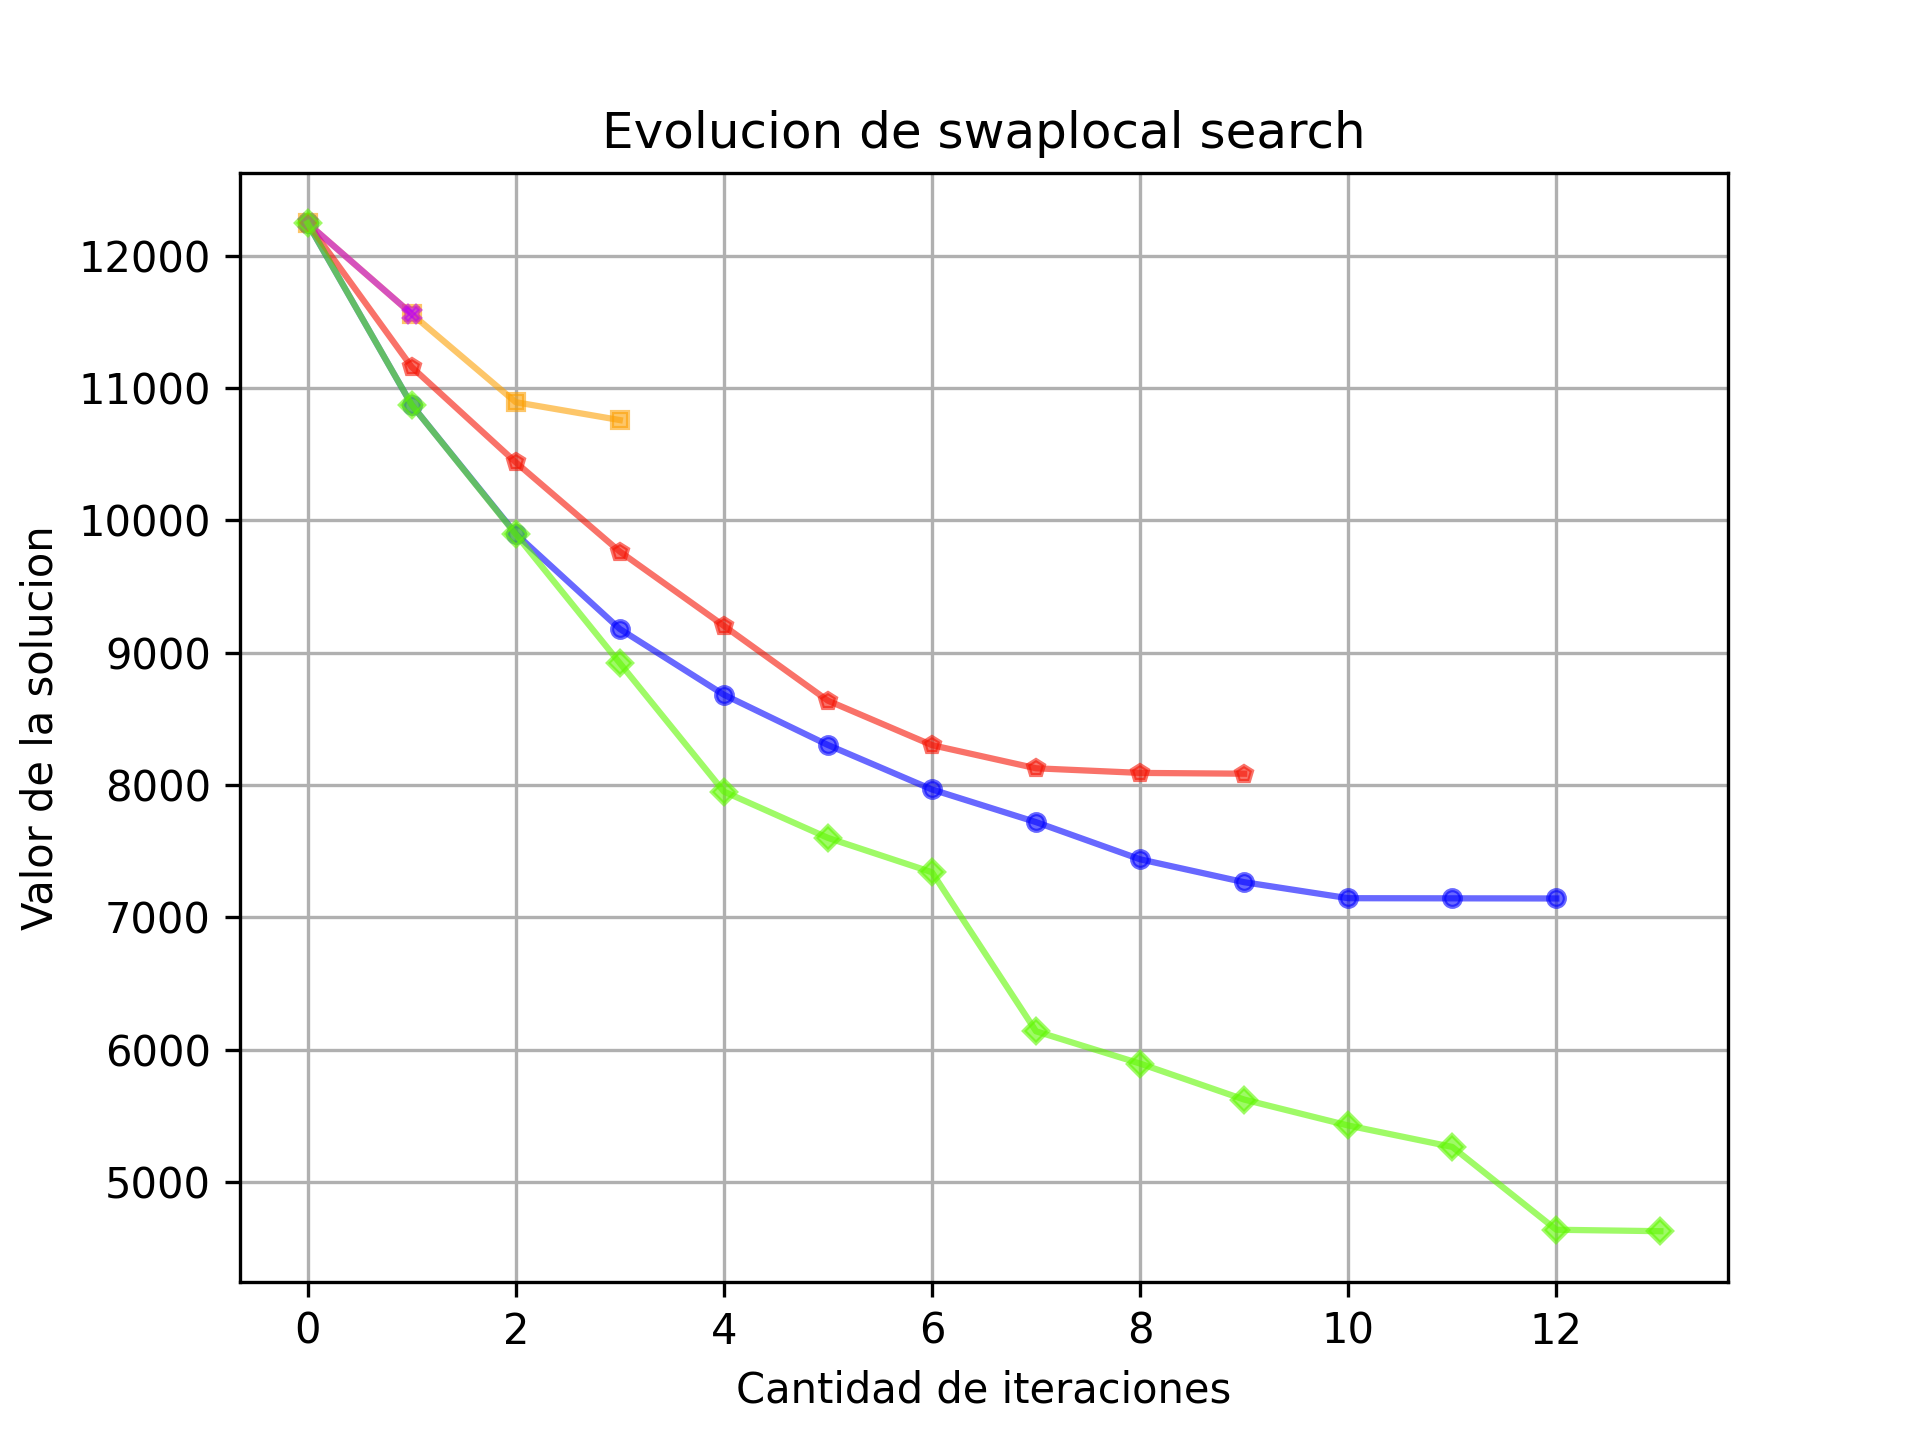 Evolucion de swaplocal search
Valor de la solucion
12000
11000
10000
9000
8000
7000
6000
5000
0 2 4 6 8 10 12
Cantidad de iteraciones